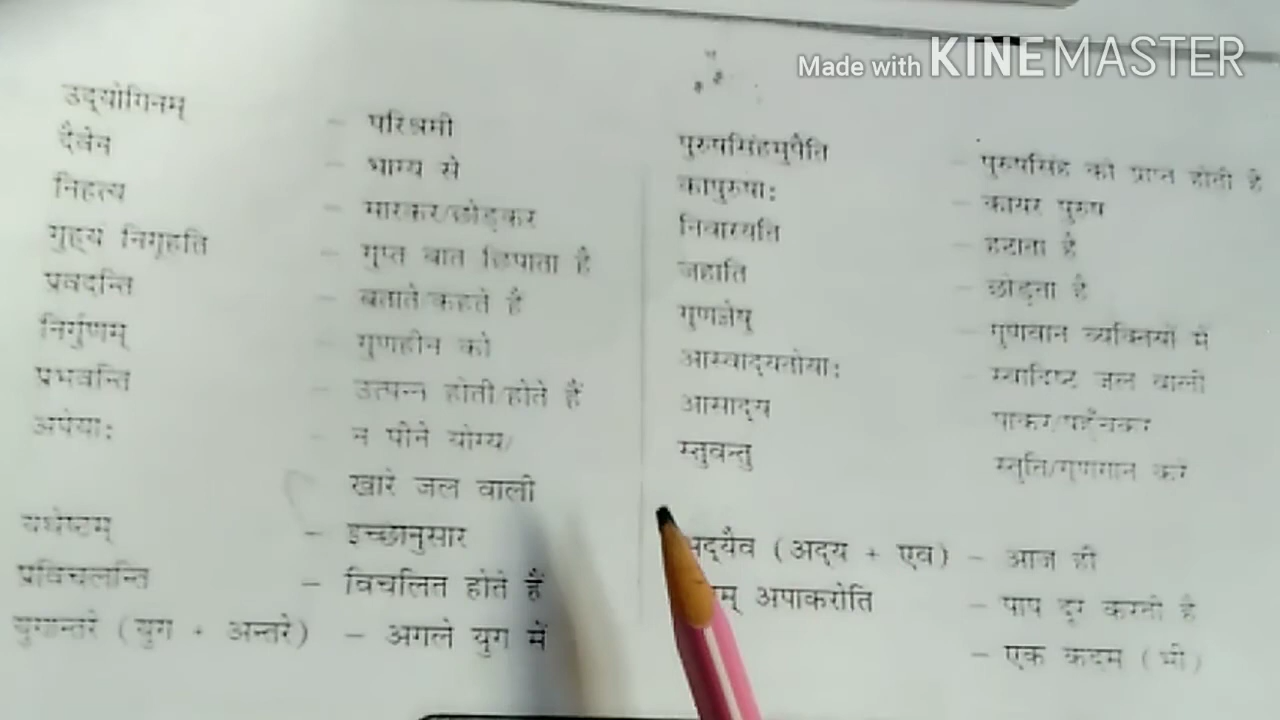 Made with KINEMASTER
उद्योगिनम् – परिश्रमी
दैवेन – भाग्य से
निहत्य – मारकर/छोड़कर
गुह्यं निगूहति – गुप्त बात छिपाता है
प्रवदन्ति – बताते/कहते हैं
निर्गुणम् – गुणहीन को
प्रभवन्ति – उत्पन्न होती/होते हैं
अपेयाः – न पीने योग्य/
खारे जल वाली
यथेष्टम् – इच्छानुसार
प्रविचलन्ति – विचलित होते हैं
युगान्तरे (युग + अन्तरे) – अगले युग में
पुरुषसिंहमुपैति – पुरुषसिंह को प्राप्त होती है
कापुरुषाः – कायर पुरुष
निवारयति – हटाता है
जहाति – छोड़ता है
गुणज्ञेषु – गुणवान व्यक्तियों में
आस्वाद्यतोयाः – स्वादिष्ट जल वाली
आसाद्य पाकर/पहुँचकर
स्तुवन्तु स्तुति/गुणगान करें
(अद्य + एव) – आज ही
अपाकरोति – पाप दूर करती है
– एक कदम (भी)